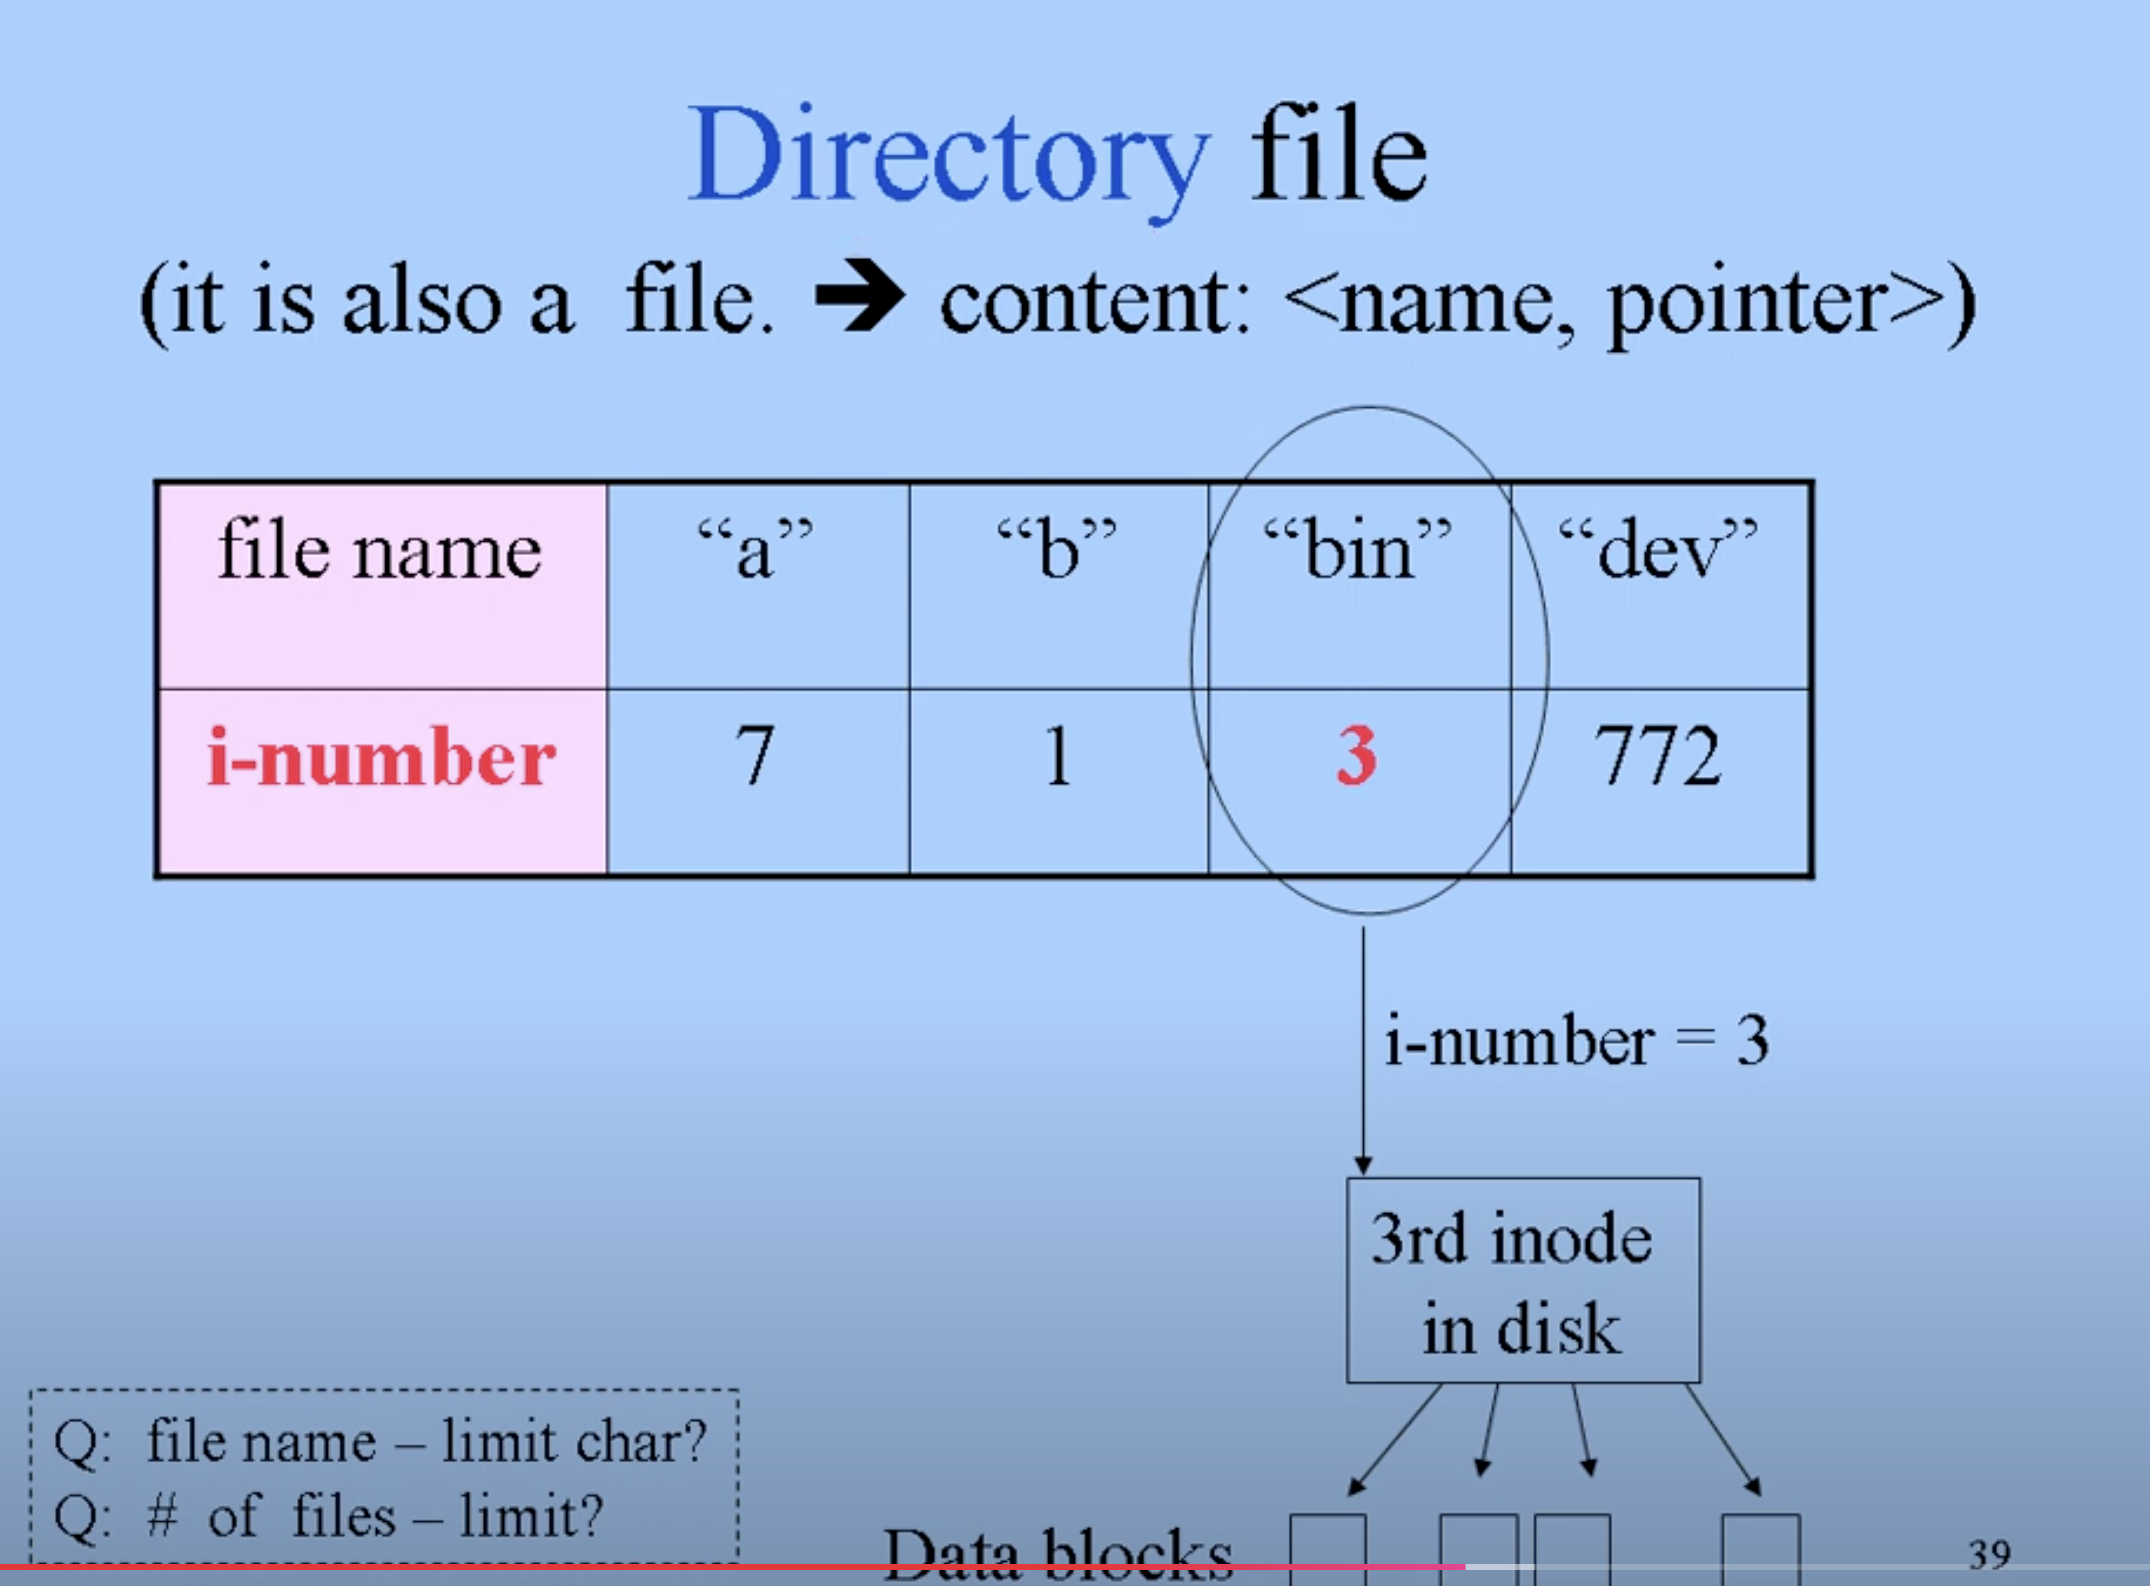 Directory file
(it is also a file. ➔ content: <name, pointer>)
file name “a” “b” “bin” “dev”
i-number 7 1 3 772
i-number = 3
3rd inode
in disk
Q: file name – limit char?
Q: # of files – limit?
Data blocks
39